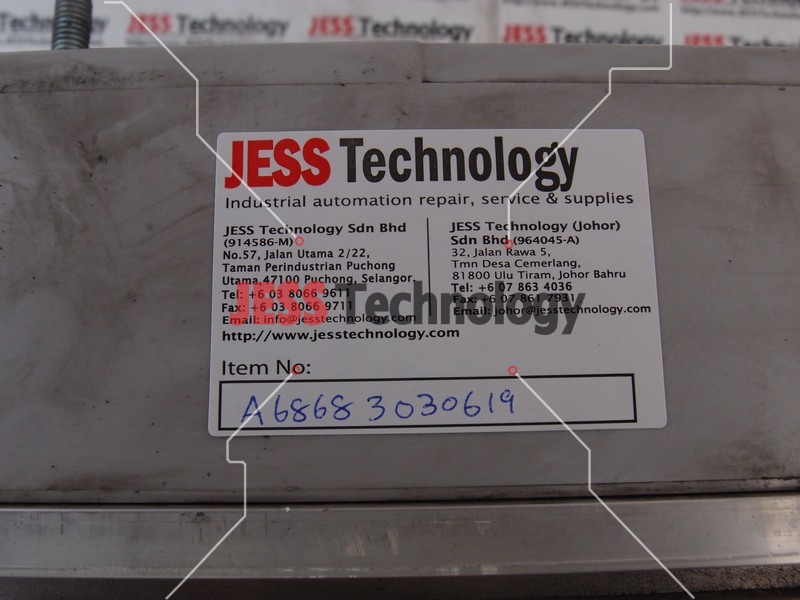 JESS Technology
Industrial automation repair, service & supplies
JESS Technology Sdn Bhd
(914586-M)
No.57, Jalan Utama 2/22,
Taman Perindustrian Puchong
Utama,47100 Puchong, Selangor
Tel: +6 03 8066 9611
Fax: +6 03 8066 9711
Email: info@jesstechnology.com
http://www.jesstechnology.com
JESS Technology (Johor)
Sdn Bhd (964045-A)
32, Jalan Rawa 5,
Tmn Desa Cemerlang,
81800 Ulu Tiram, Johor Bahru
Tel: +6 07 863 4036
Fax: +6 07 861 7931
Email: johor@jesstechnology.com
JESS Technology
Item No:
A68683030619